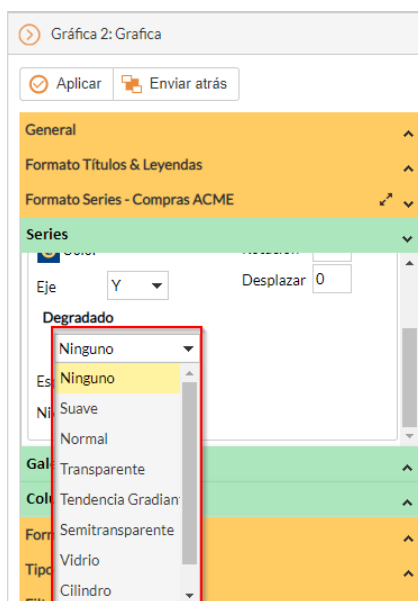 Gráfica 2: Grafica
Aplicar Enviar atrás
General
Formato Títulos & Leyendas
Formato Series - Compras ACME
Series
Eje Y Desplazar 0
Degradado
Ninguno
Ninguno
Suave
Normal
Transparente
Tendencia Gradian
Semitransparente
Vidrio
Cilindro